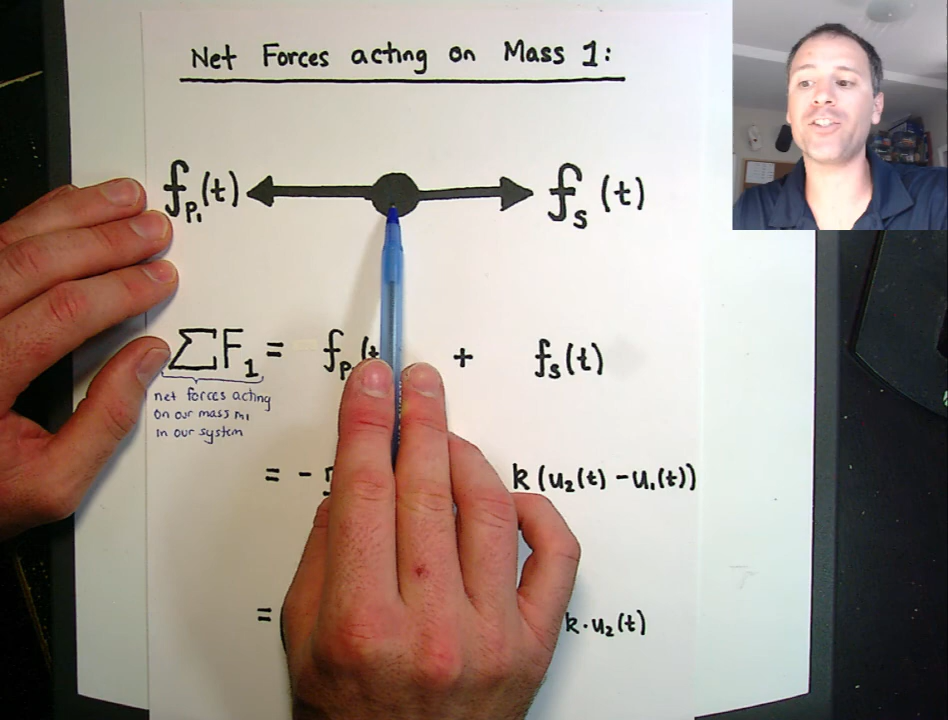 Net Forces acting on Mass 1:
fp₁(t) fs(t)
∑F₁ = fp(t + fs(t)
net forces acting
on our mass m₁
in our system
= - k(u₂(t) - u₁(t))
= k·u₂(t)